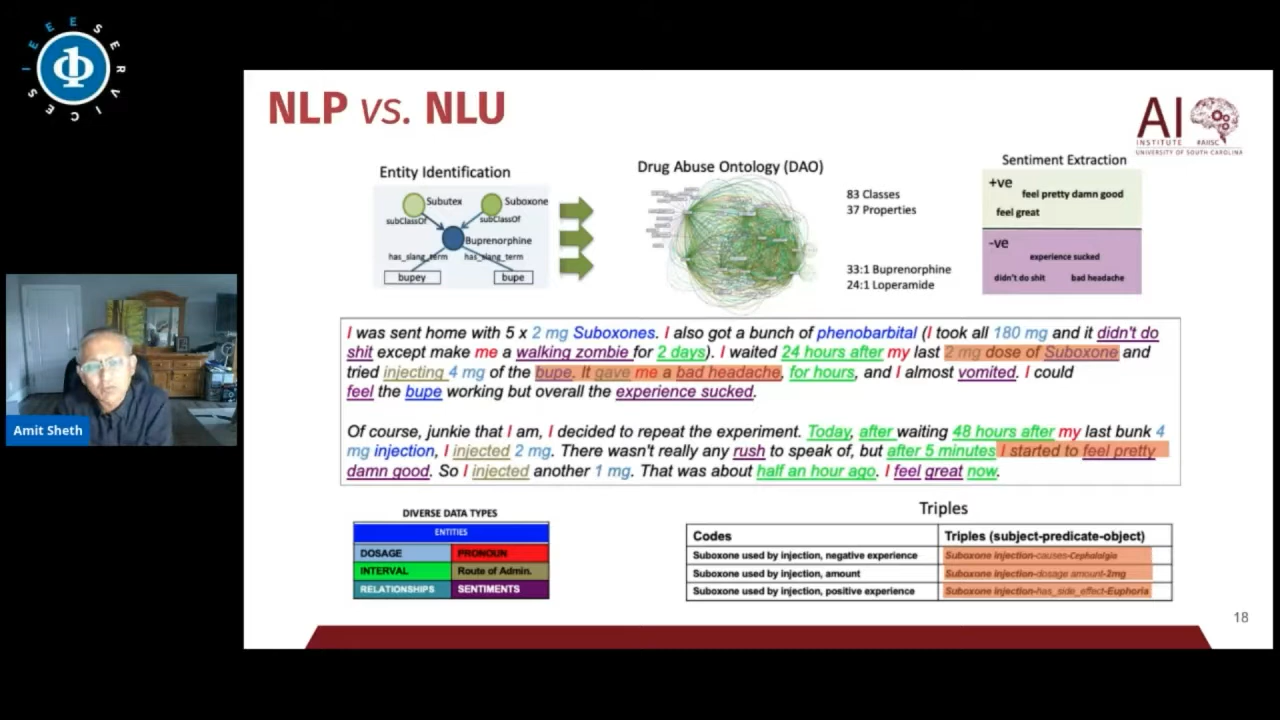 IEEE SERVICES
NLP vs. NLU
AI
INSTITUTE #AIISC
UNIVERSITY OF SOUTH CAROLINA
Entity Identification
Subutex
Suboxone
subClassOf
subClassOf
Buprenorphine
has_slang_term
has_slang_term
bupey
bupe
Drug Abuse Ontology (DAO)
83 Classes
37 Properties
33:1 Buprenorphine
24:1 Loperamide
Sentiment Extraction
+ve
feel pretty damn good
feel great
-ve
experience sucked
didn't do shit
bad headache
I was sent home with 5 x 2 mg Suboxones. I also got a bunch of phenobarbital (I took all 180 mg and it didn't do
shit except make me a walking zombie for 2 days). I waited 24 hours after my last 2 mg dose of Suboxone and
tried injecting 4 mg of the bupe. It gave me a bad headache, for hours, and I almost vomited. I could
feel the bupe working but overall the experience sucked.
Of course, junkie that I am, I decided to repeat the experiment. Today, after waiting 48 hours after my last bunk 4
mg injection, I injected 2 mg. There wasn't really any rush to speak of, but after 5 minutes I started to feel pretty
damn good. So I injected another 1 mg. That was about half an hour ago. I feel great now.
Amit Sheth
DIVERSE DATA TYPES
ENTITIES
DOSAGE
PRONOUN
INTERVAL
Route of Admin.
RELATIONSHIPS
SENTIMENTS
Triples
Codes
Triples (subject-predicate-object)
Suboxone used by injection, negative experience
Suboxone injection-causes-Cephalalgia
Suboxone used by injection, amount
Suboxone injection-dosage amount-2mg
Suboxone used by injection, positive experience
Suboxone injection-has_side_effect-Euphoria
18